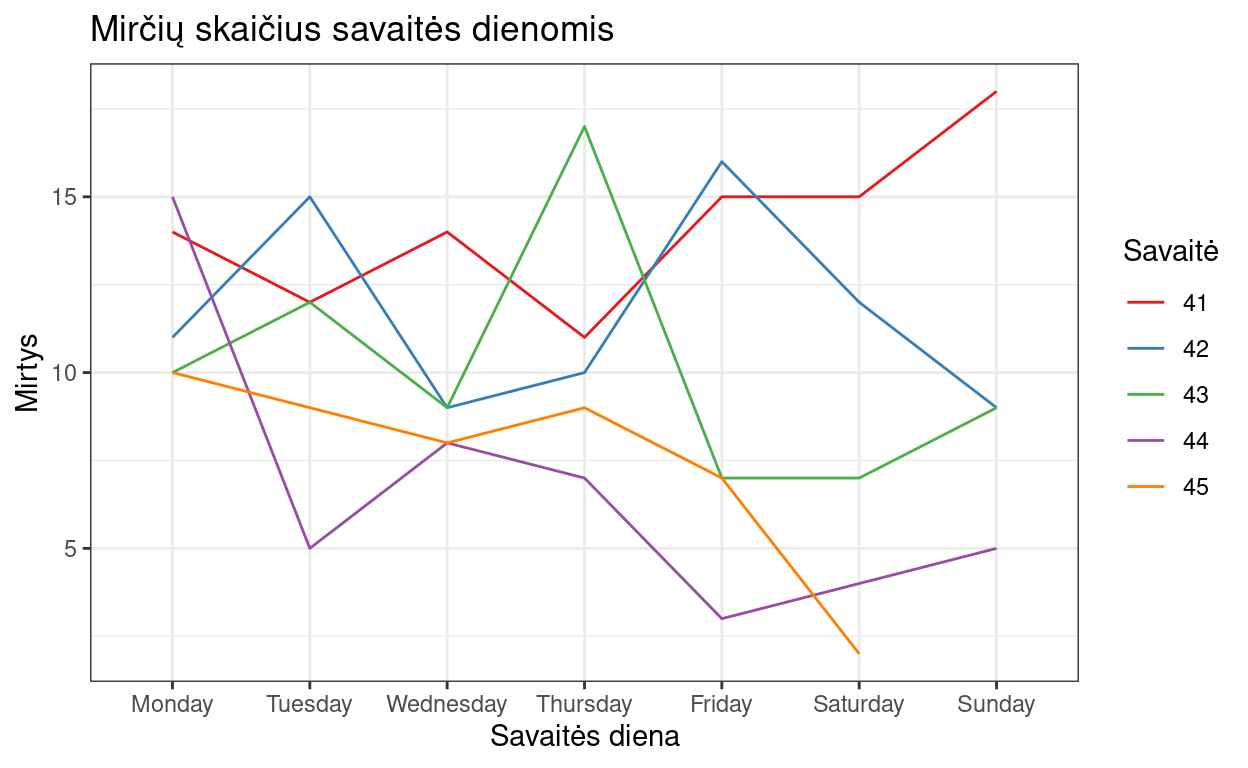 Mirčių skaičius savaitės dienomis
Mirtys
15
10
5
Monday Tuesday Wednesday Thursday Friday Saturday Sunday
Savaitės diena
Savaitė
41
42
43
44
45